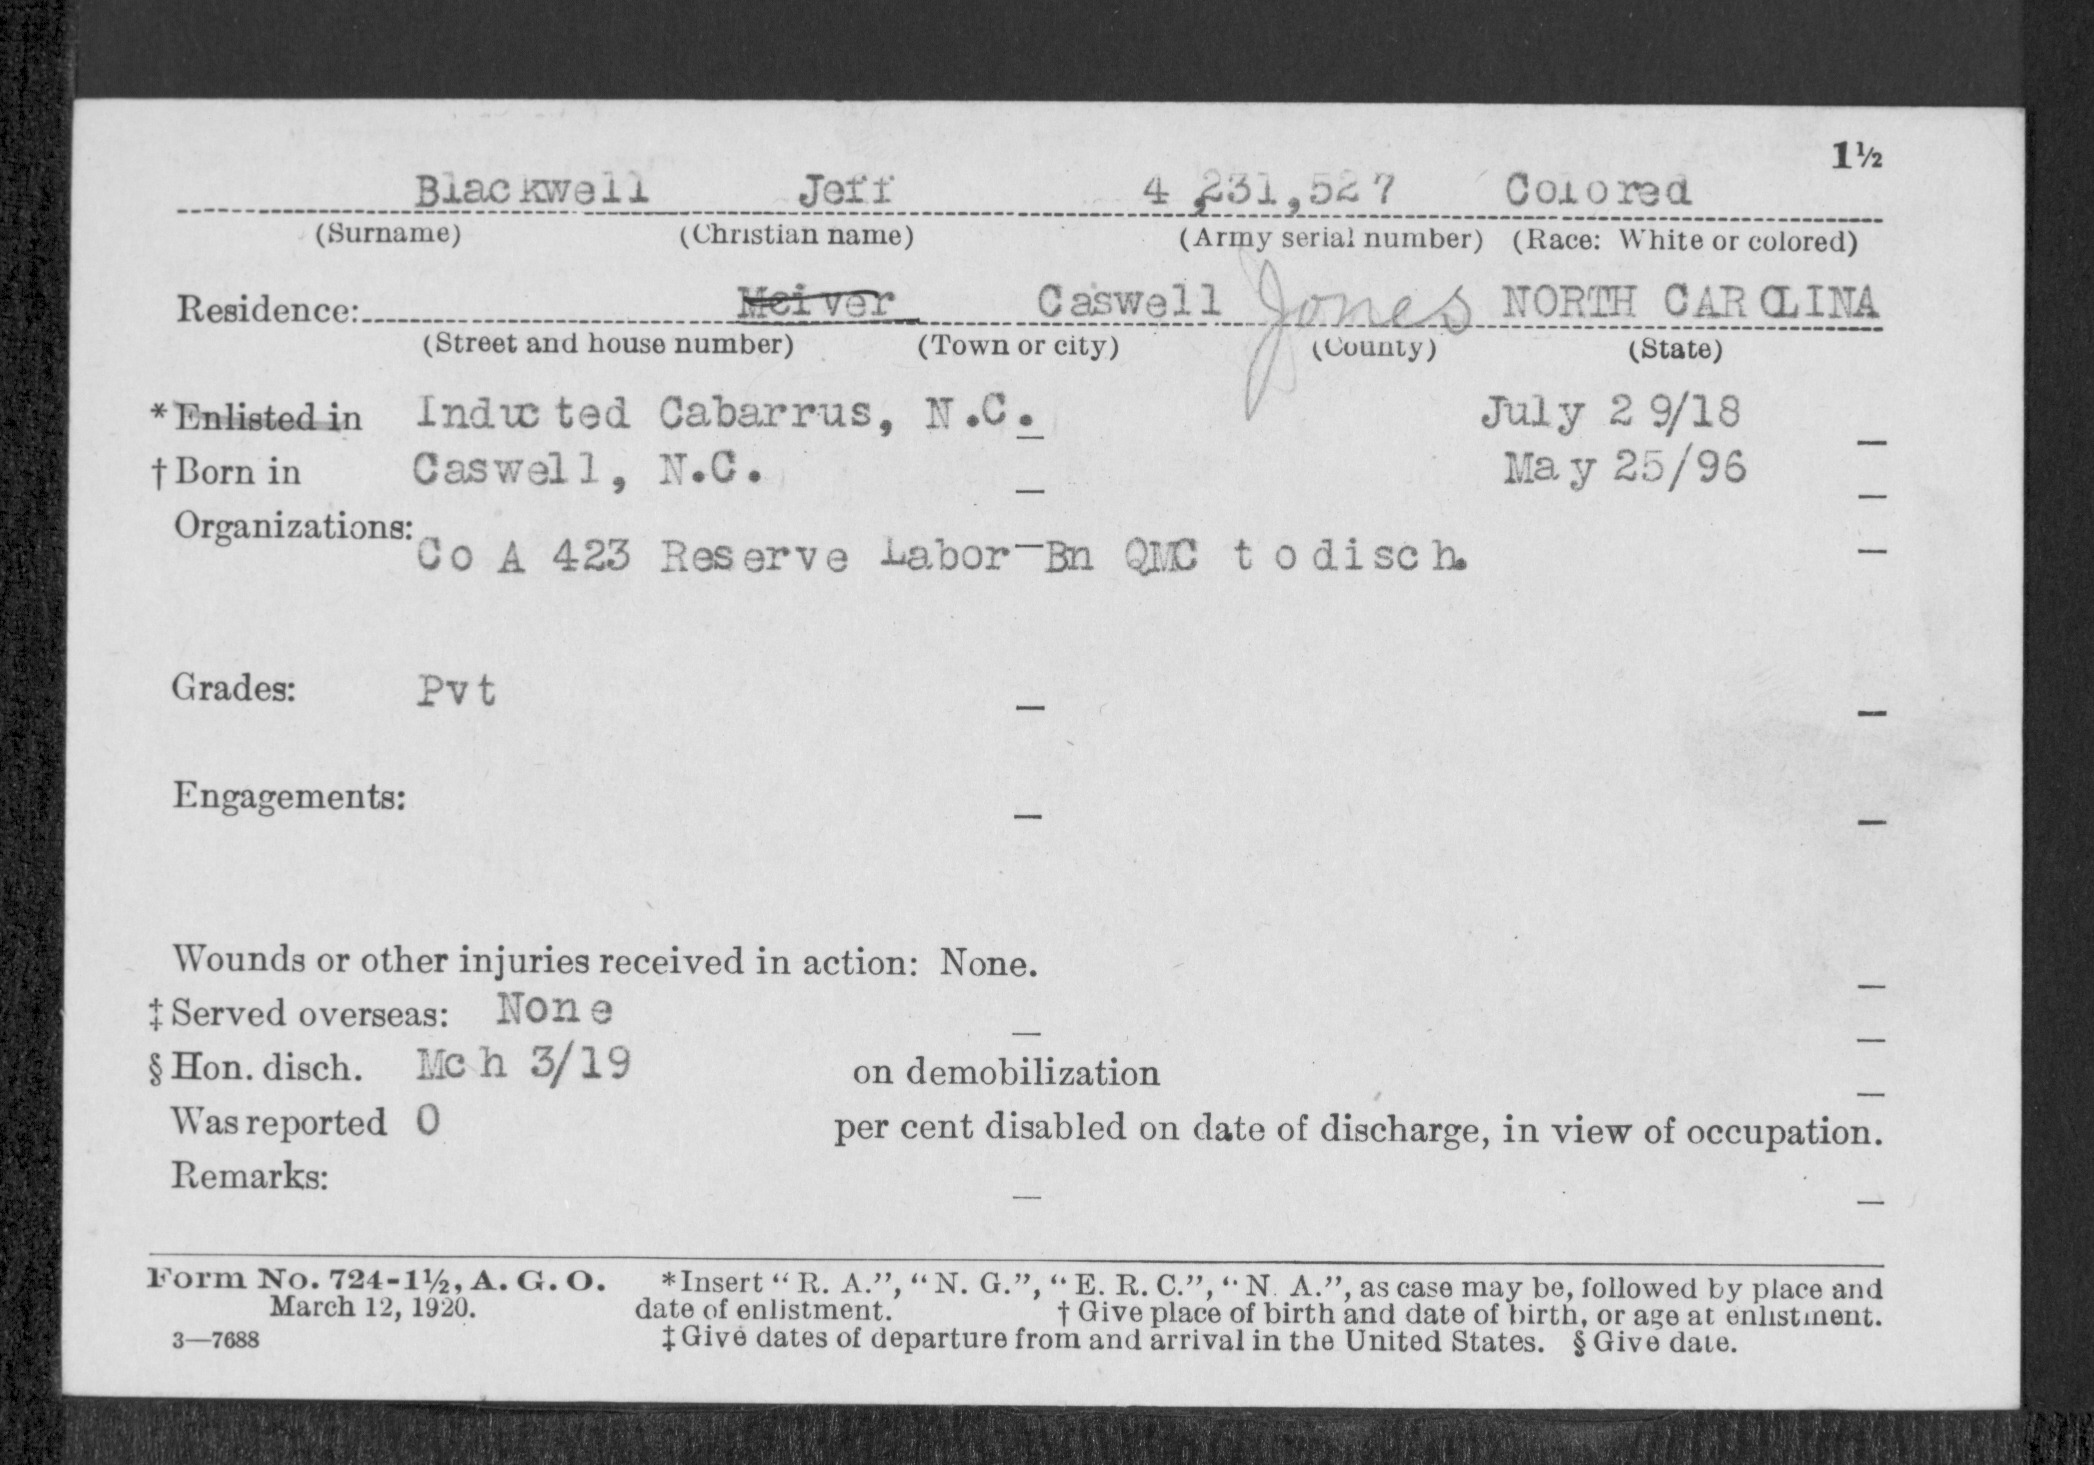 1½
Blackwell Jeff 4,231,527 Colored
(Surname) (Christian name) (Army serial number) (Race: White or colored)
Residence: Mciver Caswell Jones NORTH CAROLINA
(Street and house number) (Town or city) (County) (State)
*Enlisted in Inducted Cabarrus, N.C. July 29/18
†Born in Caswell, N.C. May 25/96
Organizations:
Co A 423 Reserve Labor Bn QMC to disch.
Grades: Pvt
Engagements:
Wounds or other injuries received in action: None.
‡Served overseas: None
§Hon. disch. Mch 3/19 on demobilization
Was reported 0 per cent disabled on date of discharge, in view of occupation.
Remarks:
Form No. 724-1½, A. G. O. *Insert "R. A.", "N. G.", "E. R. C.", "N. A.", as case may be, followed by place and
March 12, 1920. date of enlistment. †Give place of birth and date of birth, or age at enlistment.
3—7688 ‡Give dates of departure from and arrival in the United States. §Give date.